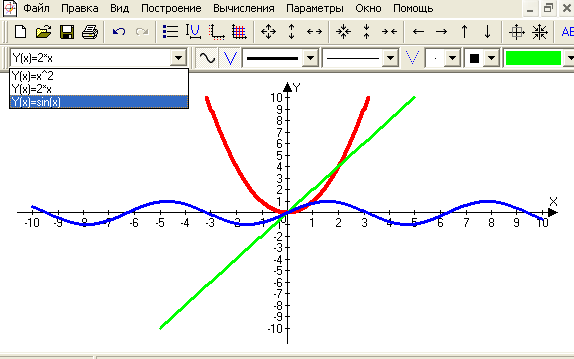 Файл Правка Вид Построение Вычисления Параметры Окно Помощь
Y(x)=2*x
Y(x)=x^2
Y(x)=2*x
Y(x)=sin(x)
Y
10
9
8
7
6
5
4
3
2
1
X
-10 -9 -8 -7 -6 -5 -4 -3 -2 -1 0 1 2 3 4 5 6 7 8 9 10
-1
-2
-3
-4
-5
-6
-7
-8
-9
-10